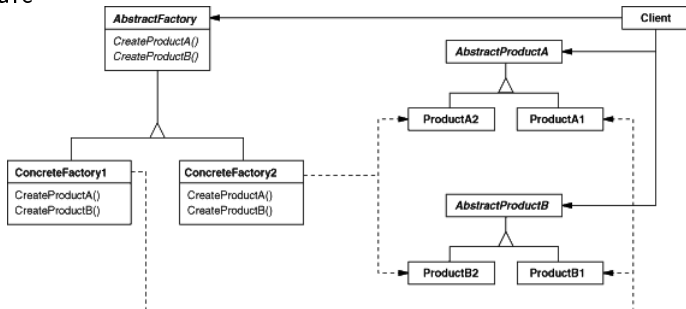 AbstractFactory
CreateProductA()
CreateProductB()
Client
AbstractProductA
ProductA2
ProductA1
ConcreteFactory1
CreateProductA()
CreateProductB()
ConcreteFactory2
CreateProductA()
CreateProductB()
AbstractProductB
ProductB2
ProductB1